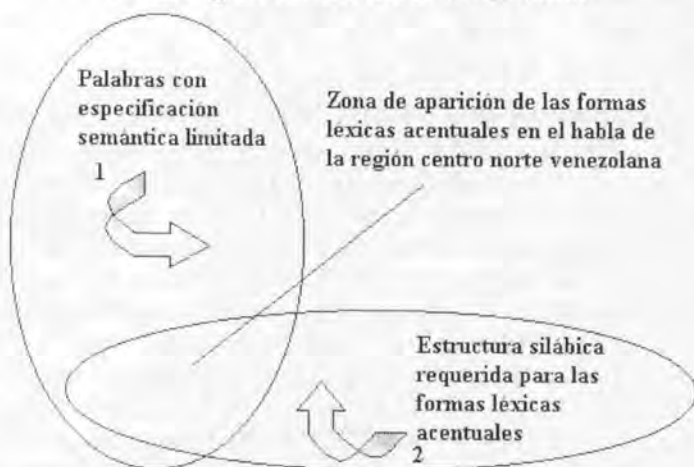 Palabras con
especificación
semántica limitada
1
Zona de aparición de las formas
léxicas acentuales en el habla de
la región centro norte venezolana
Estructura silábica
requerida para las
formas léxicas
acentuales
2